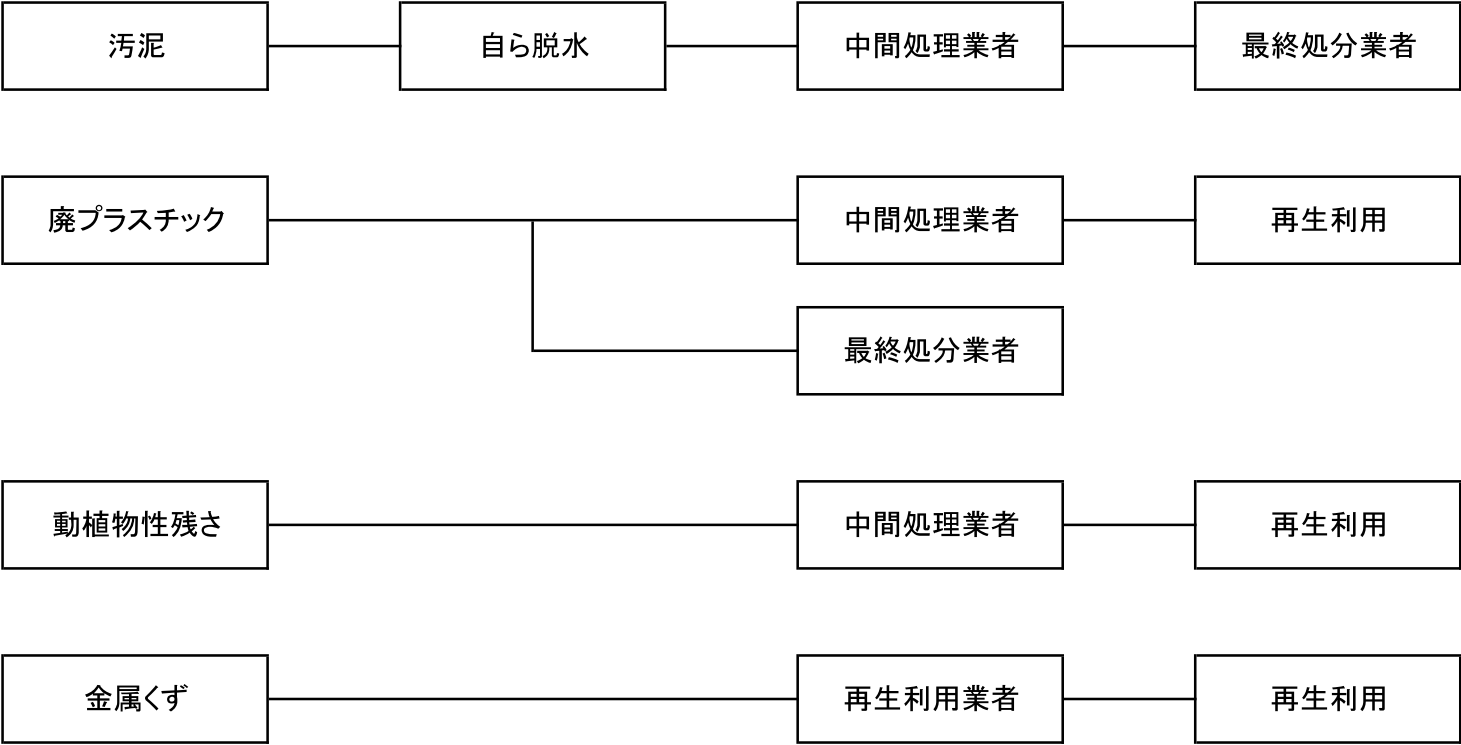 汚泥
自ら脱水
中間処理業者
最終処分業者
廃プラスチック
中間処理業者
再生利用
最終処分業者
動植物性残さ
中間処理業者
再生利用
金属くず
再生利用業者
再生利用